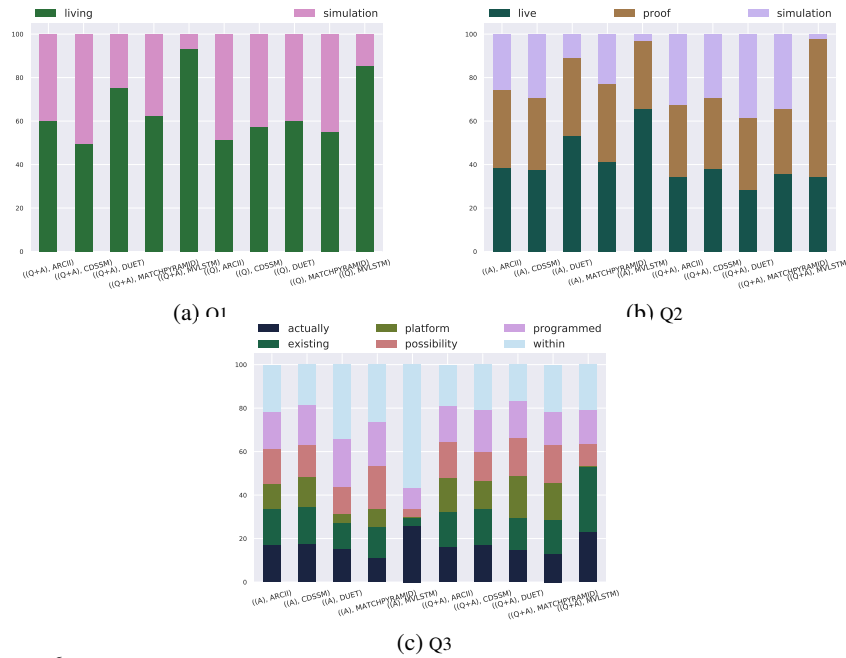 living simulation
100
80
60
40
20
0
((Q+A), ARCII)
((Q+A), CDSSM)
((Q+A), DUET)
((Q+A), MATCHPYRAMID)
((Q+A), MVLSTM)
((Q), ARCII)
((Q), CDSSM)
((Q), DUET)
((Q), MATCHPYRAMID)
((Q), MVLSTM)
(a) Q1
live proof simulation
100
80
60
40
20
0
((A), ARCII)
((A), CDSSM)
((A), DUET)
((A), MATCHPYRAMID)
((A), MVLSTM)
((Q+A), ARCII)
((Q+A), CDSSM)
((Q+A), DUET)
((Q+A), MATCHPYRAMID)
((Q+A), MVLSTM)
(b) Q2
actually platform programmed
existing possibility within
100
80
60
40
20
0
((A), ARCII)
((A), CDSSM)
((A), DUET)
((A), MATCHPYRAMID)
((A), MVLSTM)
((Q+A), ARCII)
((Q+A), CDSSM)
((Q+A), DUET)
((Q+A), MATCHPYRAMID)
((Q+A), MVLSTM)
(c) Q3